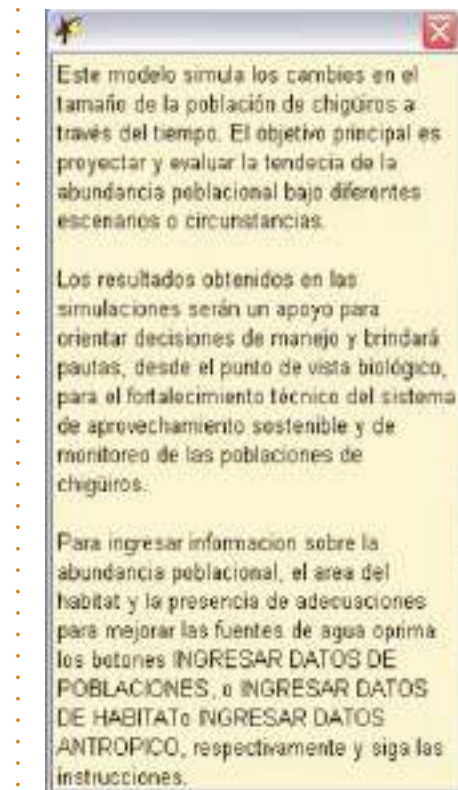 Este modelo simula los cambies en el
tamaño de la población de chigüiros a
través del tiempo. El objetivo principal es
proyectar y evaluar la tendecia de la
abundancia poblacional bajo diferentes
escenarios o circunstancias.
Los resultados obtenidos en las
simulaciones serán un apoyo para
orientar decisiones de manejo y brindará
pautas, desde el punto de vista biológico,
para el fortalecimiento técnico del sistema
de aprovechamiento sostenible y de
monitoreo de las poblaciones de
chigüiros.
Para ingresar informacion sobre la
abundancia poblacional, el area del
habitat y la presencia de adecuaciones
para mejorar las fuentes de agua oprima
los botones INGRESAR DATOS DE
POBLACIONES, o INGRESAR DATOS
DE HABITATo INGRESAR DATOS
ANTROPICO, respectivamente y siga las
instrucciones.